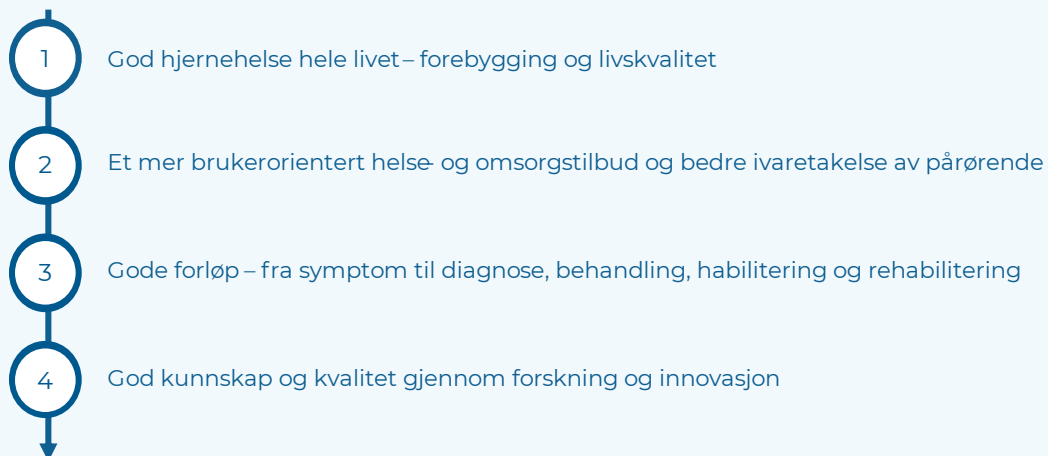 1
God hjernehelse hele livet – forebygging og livskvalitet
2
Et mer brukerorientert helse- og omsorgstilbud og bedre ivaretakelse av pårørende
3
Gode forløp – fra symptom til diagnose, behandling, habilitering og rehabilitering
4
God kunnskap og kvalitet gjennom forskning og innovasjon